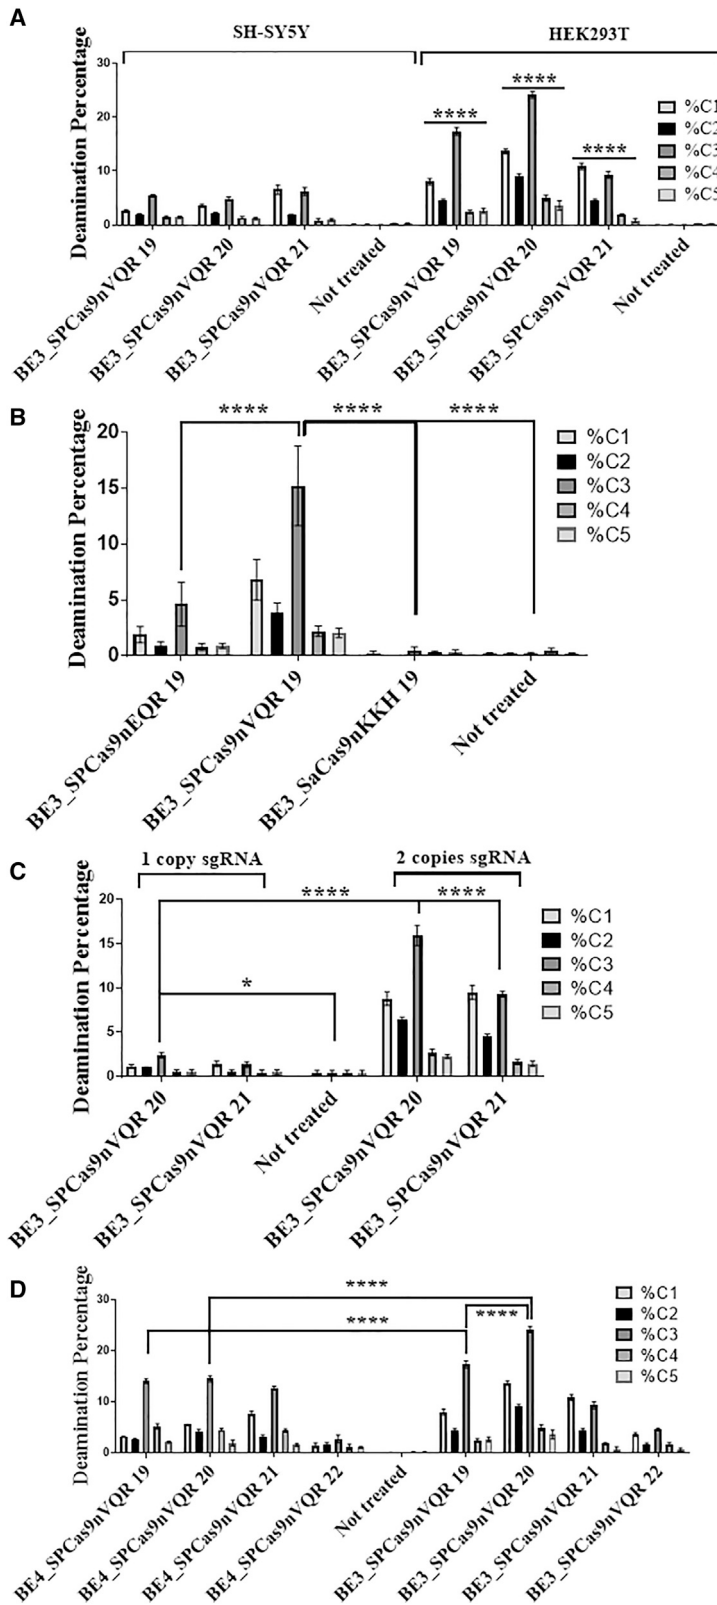 A
SH-SY5Y
HEK293T
Deamination Percentage
30
20
10
0
%C1
%C2
%C3
%C4
%C5
****
****
****
BE3_SPCas9nVQR 19
BE3_SPCas9nVQR 20
BE3_SPCas9nVQR 21
Not treated
BE3_SPCas9nVQR 19
BE3_SPCas9nVQR 20
BE3_SPCas9nVQR 21
Not treated
B
Deamination Percentage
20
15
10
5
0
****
****
****
%C1
%C2
%C3
%C4
%C5
BE3_SPCas9nEQR 19
BE3_SPCas9nVQR 19
BE3_SaCas9nKKH 19
Not treated
C
1 copy sgRNA
2 copies sgRNA
Deamination Percentage
20
15
10
5
0
****
****
*
%C1
%C2
%C3
%C4
%C5
BE3_SPCas9nVQR 20
BE3_SPCas9nVQR 21
Not treated
BE3_SPCas9nVQR 20
BE3_SPCas9nVQR 21
D
Deamination Percentage
30
20
10
0
****
****
****
%C1
%C2
%C3
%C4
%C5
BE4_SPCas9nVQR 19
BE4_SPCas9nVQR 20
BE4_SPCas9nVQR 21
BE4_SPCas9nVQR 22
Not treated
BE3_SPCas9nVQR 19
BE3_SPCas9nVQR 20
BE3_SPCas9nVQR 21
BE3_SPCas9nVQR 22